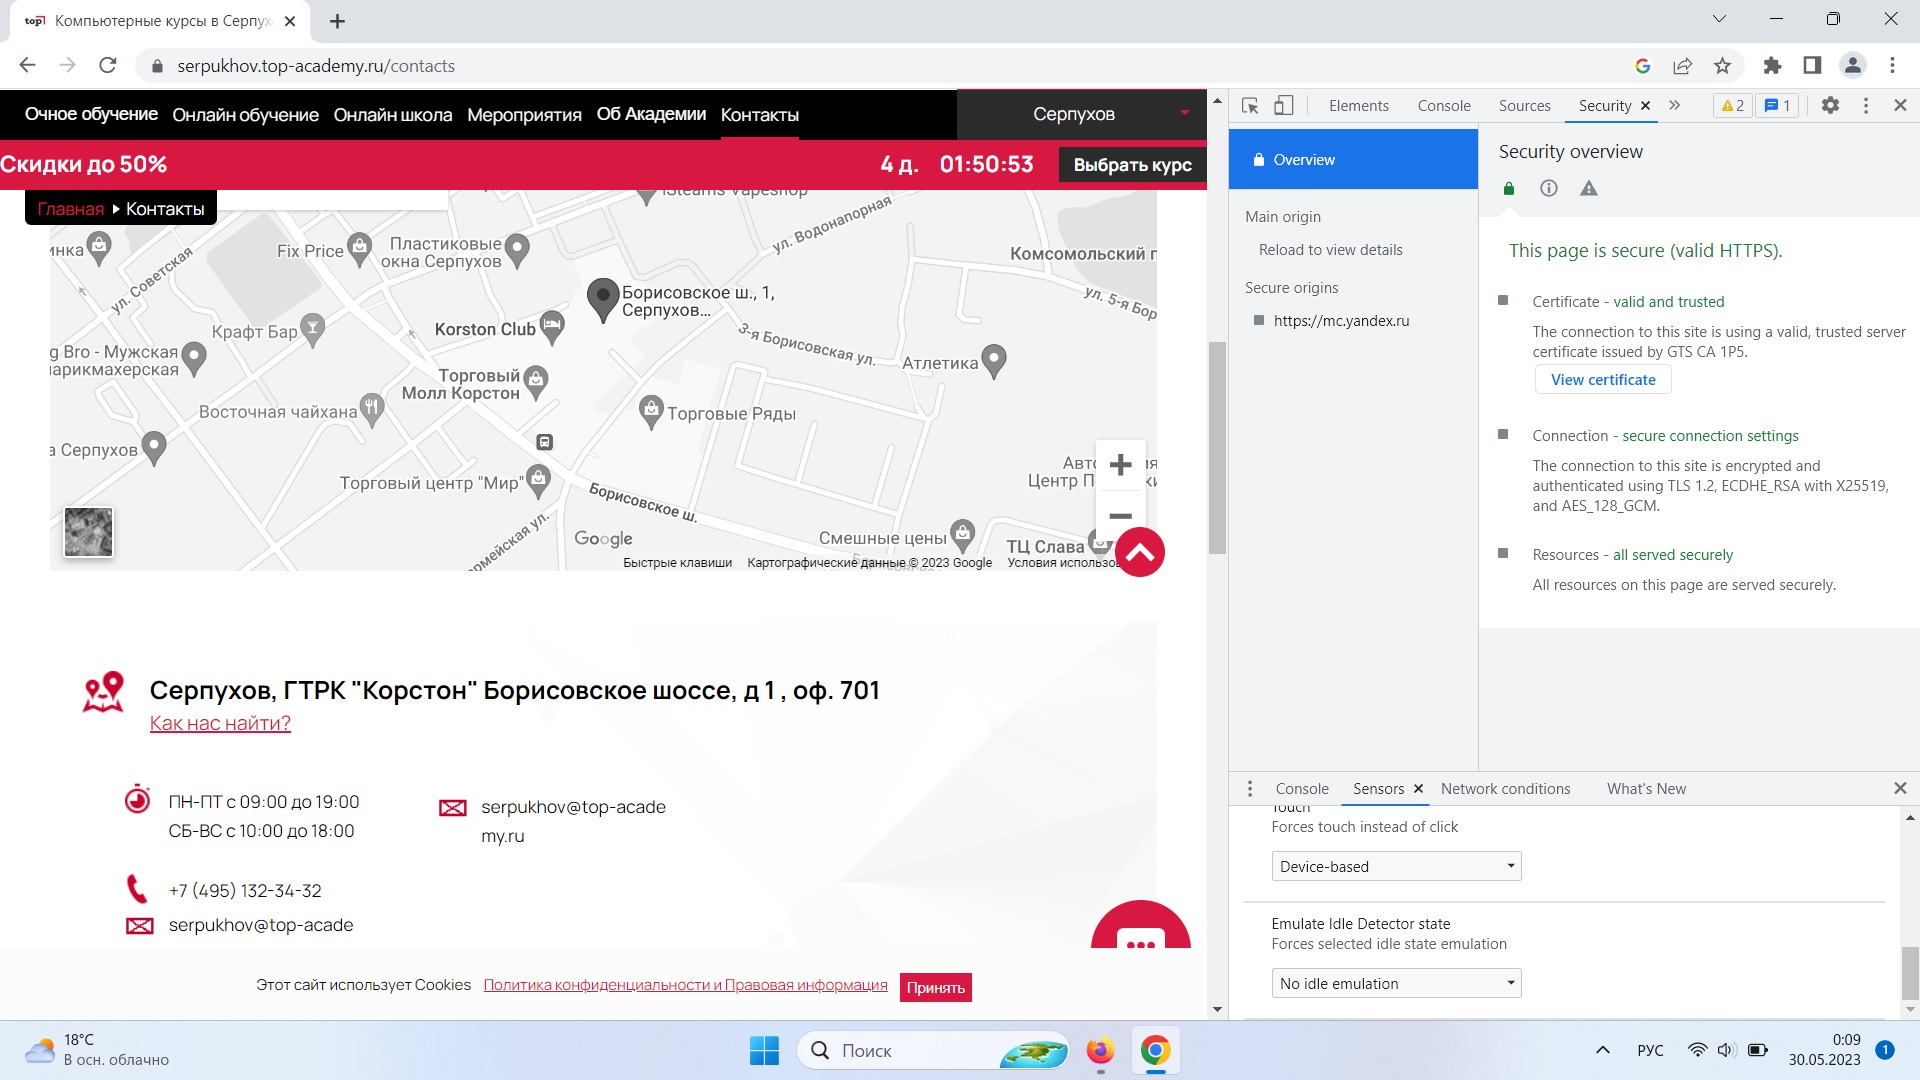 top
Компьютерные курсы в Серпух
serpukhov.top-academy.ru/contacts
Очное обучение Онлайн обучение Онлайн школа Мероприятия Об Академии Контакты Серпухов
Скидки до 50% 4 д. 01:50:53 Выбрать курс
Главная Контакты
iSteams Vapeshop
ул. Водонапорная
Комсомольский п
инка
Fix Price
Пластиковые
окна Серпухов
ул. Советская
ул. 5-я Бор
Борисовское ш., 1,
Серпухов...
Крафт Бар
Korston Club
3-я Борисовская ул.
Атлетика
g Bro - Мужская
парикмахерская
Торговый
Молл Корстон
Восточная чайхана
Торговые Ряды
а Серпухов
Торговый центр "Мир"
Борисовское ш.
Центр П
Google
Смешные цены
ТЦ Слава
Быстрые клавиши Картографические данные © 2023 Google Условия использо
Серпухов, ГТРК "Корстон" Борисовское шоссе, д 1 , оф. 701
Как нас найти?
ПН-ПТ с 09:00 до 19:00
СБ-ВС с 10:00 до 18:00
serpukhov@top-acade
my.ru
+7 (495) 132-34-32
serpukhov@top-acade
Этот сайт использует Cookies Политика конфиденциальности и Правовая информация Принять
Elements Console Sources Security 2 1
Overview
Main origin
Reload to view details
Secure origins
https://mc.yandex.ru
Security overview
This page is secure (valid HTTPS).
Certificate - valid and trusted
The connection to this site is using a valid, trusted server
certificate issued by GTS CA 1P5.
View certificate
Connection - secure connection settings
The connection to this site is encrypted and
authenticated using TLS 1.2, ECDHE_RSA with X25519,
and AES_128_GCM.
Resources - all served securely
All resources on this page are served securely.
Console Sensors Network conditions What's New
Touch
Forces touch instead of click
Device-based
Emulate Idle Detector state
Forces selected idle state emulation
No idle emulation
18°C
В осн. облачно
Поиск
РУС
0:09
30.05.2023
1